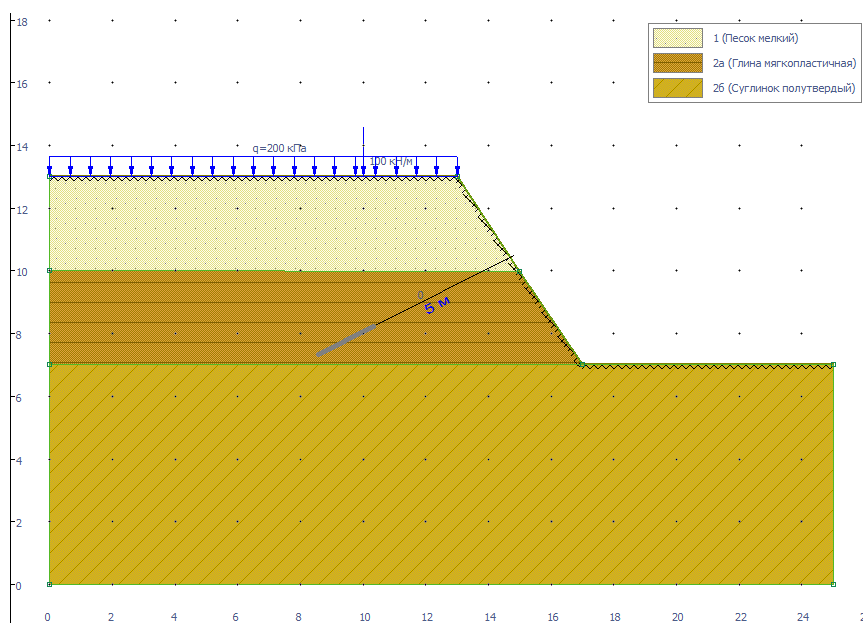 18
1 (Песок мелкий)
2а (Глина мягкопластичная)
16
2б (Суглинок полутвердый)
14
q=200 кПа
100 кН/м
12
10
0
5 м
8
6
4
2
0
0 2 4 6 8 10 12 14 16 18 20 22 24 2